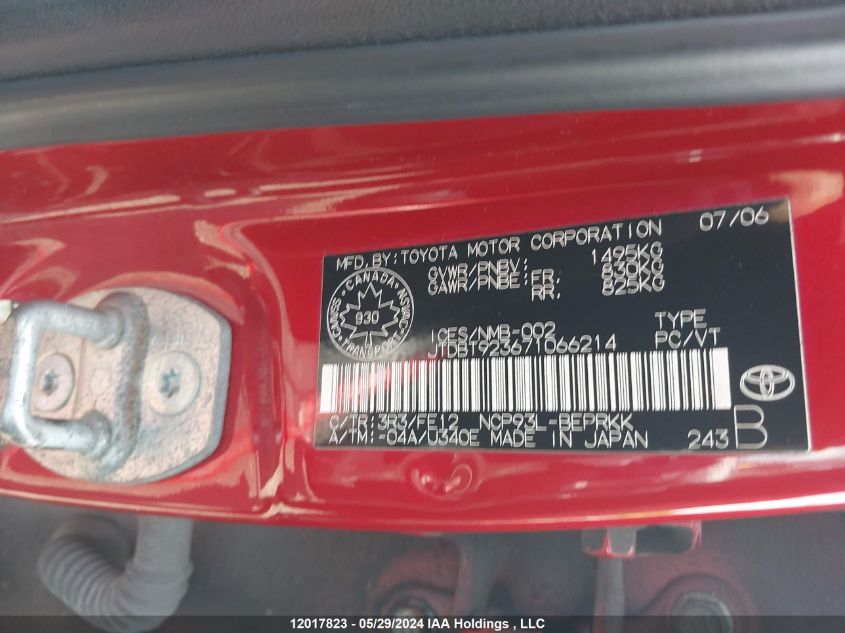 MFD.BY:TOYOTA MOTOR CORPORATION 07/06
GVWR/PNBV: 1495KG
GAWR/PNBE:FR. 830KG
RR. 825KG
CANADA
930
TRANSPORT
ICES/NMB-002
JTDBT923671066214
TYPE
PC/VT
C/TR:3R3/FE12 NCP93L-BEPRKK
A/TM:-04A/U340E MADE IN JAPAN 243 B
12017823 - 05/29/2024 IAA Holdings , LLC